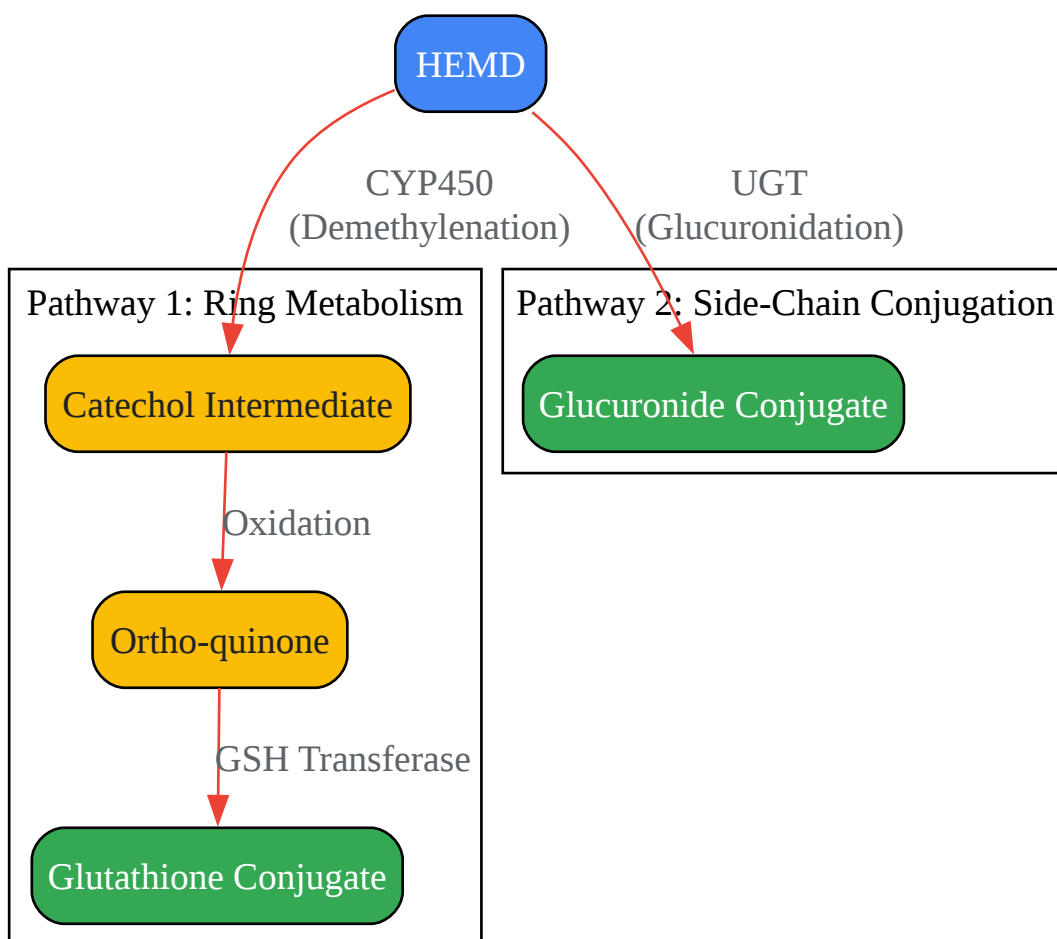 HEMD
CYP450
(Demethylenation)
UGT
(Glucuronidation)
Pathway 1: Ring Metabolism
Pathway 2: Side-Chain Conjugation
Catechol Intermediate
Glucuronide Conjugate
Oxidation
Ortho-quinone
GSH Transferase
Glutathione Conjugate